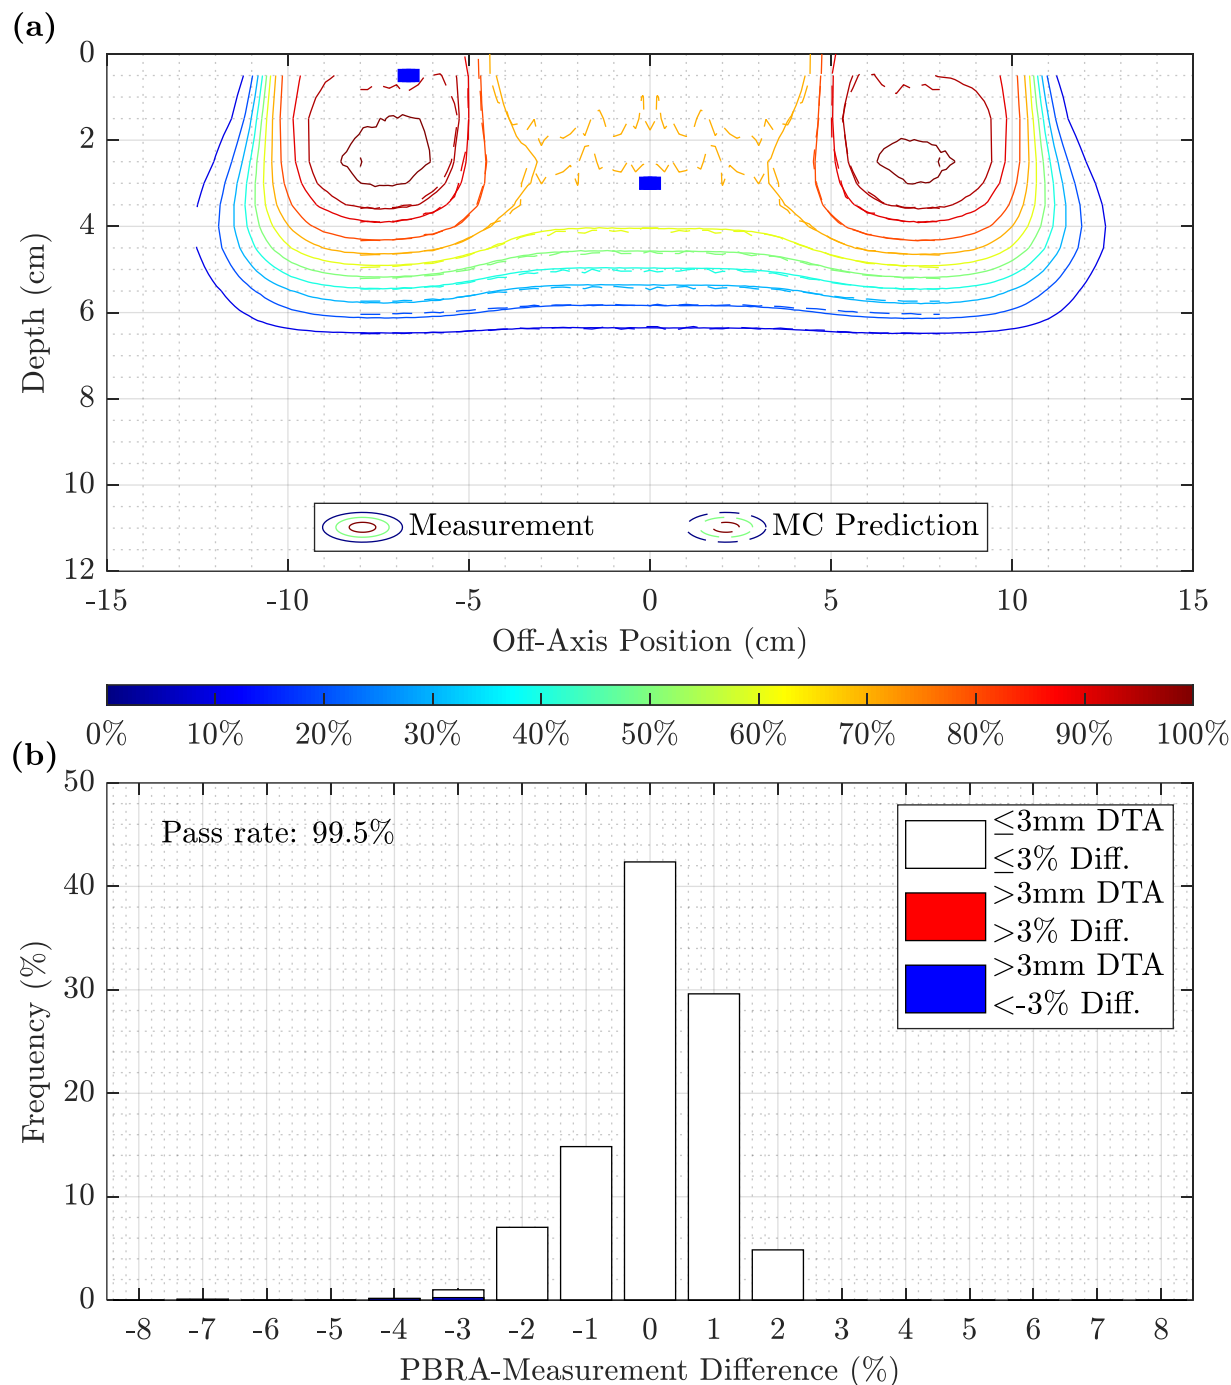 (a)
0
2
4
6
8
10
12
Depth (cm)
Measurement
MC Prediction
-15 -10 -5 0 5 10 15
Off-Axis Position (cm)
0% 10% 20% 30% 40% 50% 60% 70% 80% 90% 100%
(b)
50
40
30
20
10
0
Frequency (%)
Pass rate: 99.5%
≤3mm DTA
≤3% Diff.
>3mm DTA
>3% Diff.
>3mm DTA
<-3% Diff.
-8 -7 -6 -5 -4 -3 -2 -1 0 1 2 3 4 5 6 7 8
PBRA-Measurement Difference (%)